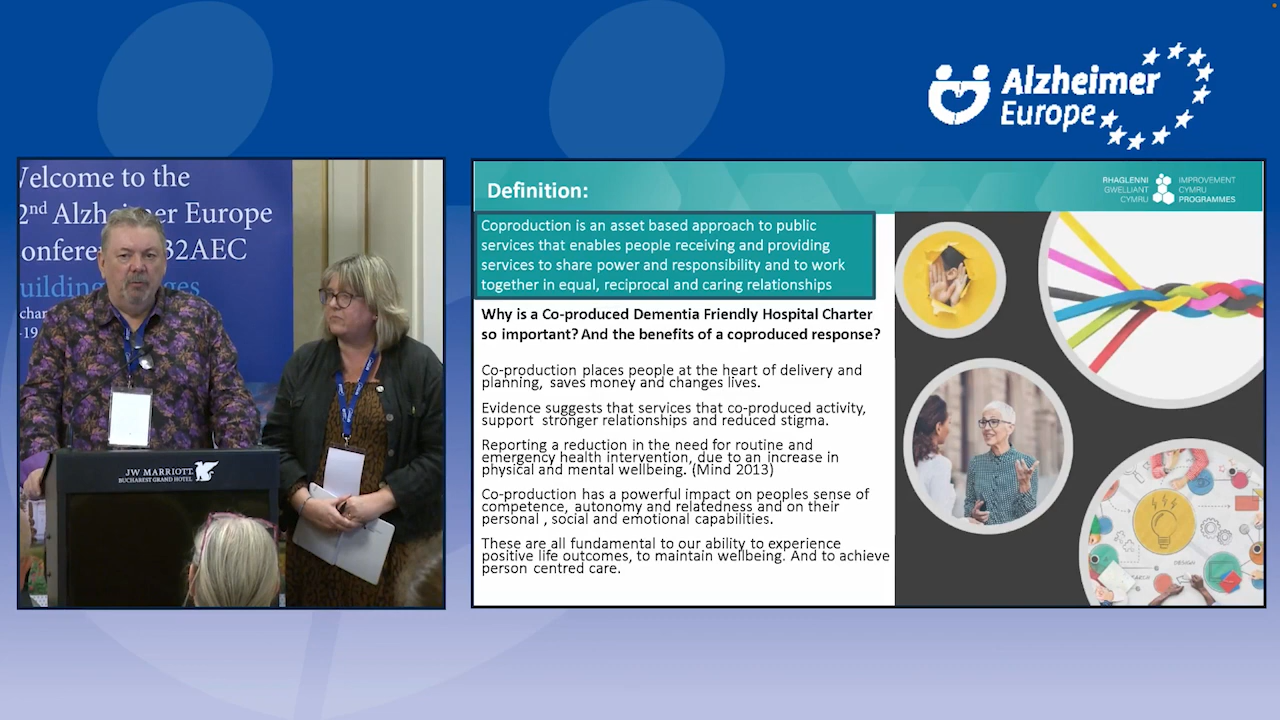 Alzheimer
Europe
Welcome to the
2nd Alzheimer Europe
Conference 32AEC
Definition:
RHAGLENNI
GWELLIANT
CYMRU
IMPROVEMENT
CYMRU
PROGRAMMES
Coproduction is an asset based approach to public
services that enables people receiving and providing
services to share power and responsibility and to work
together in equal, reciprocal and caring relationships
Why is a Co-produced Dementia Friendly Hospital Charter
so important? And the benefits of a coproduced response?
Co-production places people at the heart of delivery and
planning, saves money and changes lives.
Evidence suggests that services that co-produced activity,
support stronger relationships and reduced stigma.
Reporting a reduction in the need for routine and
emergency health intervention, due to an increase in
physical and mental wellbeing. (Mind 2013)
Co-production has a powerful impact on peoples sense of
competence, autonomy and relatedness and on their
personal , social and emotional capabilities.
These are all fundamental to our ability to experience
positive life outcomes, to maintain wellbeing. And to achieve
person centred care.
JW MARRIOTT
BUCHAREST GRAND HOTEL
DESIGN